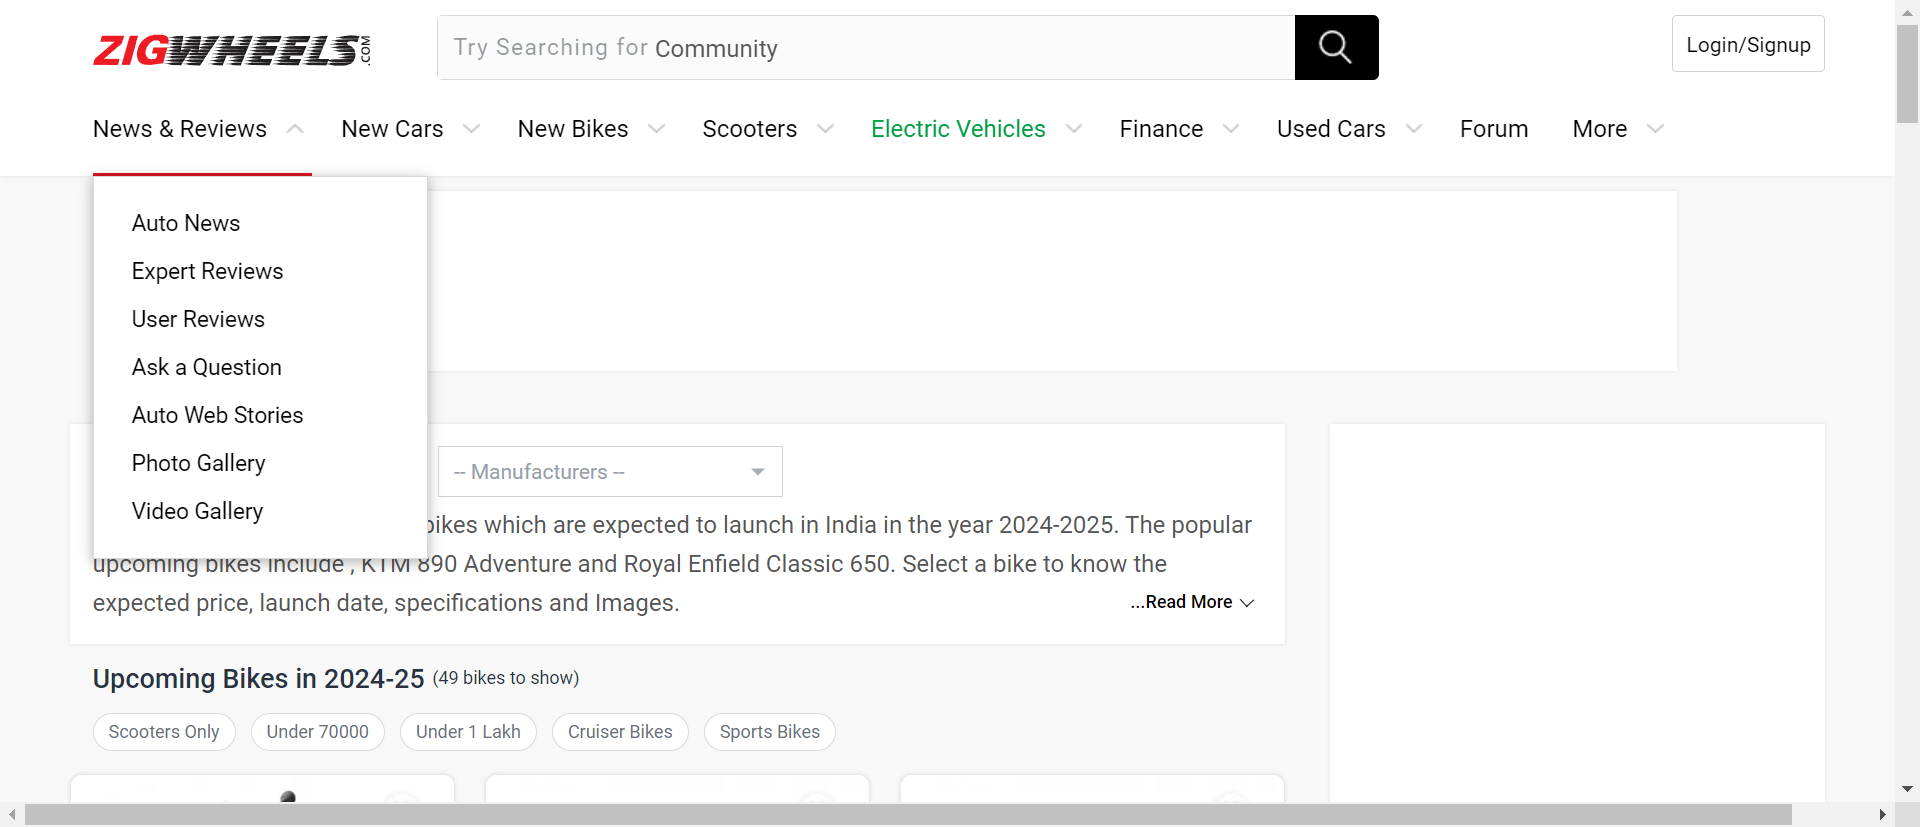 ZIGWHEELS.COM
Try Searching for Community
Login/Signup
News & Reviews
New Cars
New Bikes
Scooters
Electric Vehicles
Finance
Used Cars
Forum
More
Auto News
Expert Reviews
User Reviews
Ask a Question
Auto Web Stories
Photo Gallery
Video Gallery
-- Manufacturers --
bikes which are expected to launch in India in the year 2024-2025. The popular
upcoming bikes include , KTM 890 Adventure and Royal Enfield Classic 650. Select a bike to know the
expected price, launch date, specifications and Images.
...Read More
Upcoming Bikes in 2024-25 (49 bikes to show)
Scooters Only
Under 70000
Under 1 Lakh
Cruiser Bikes
Sports Bikes